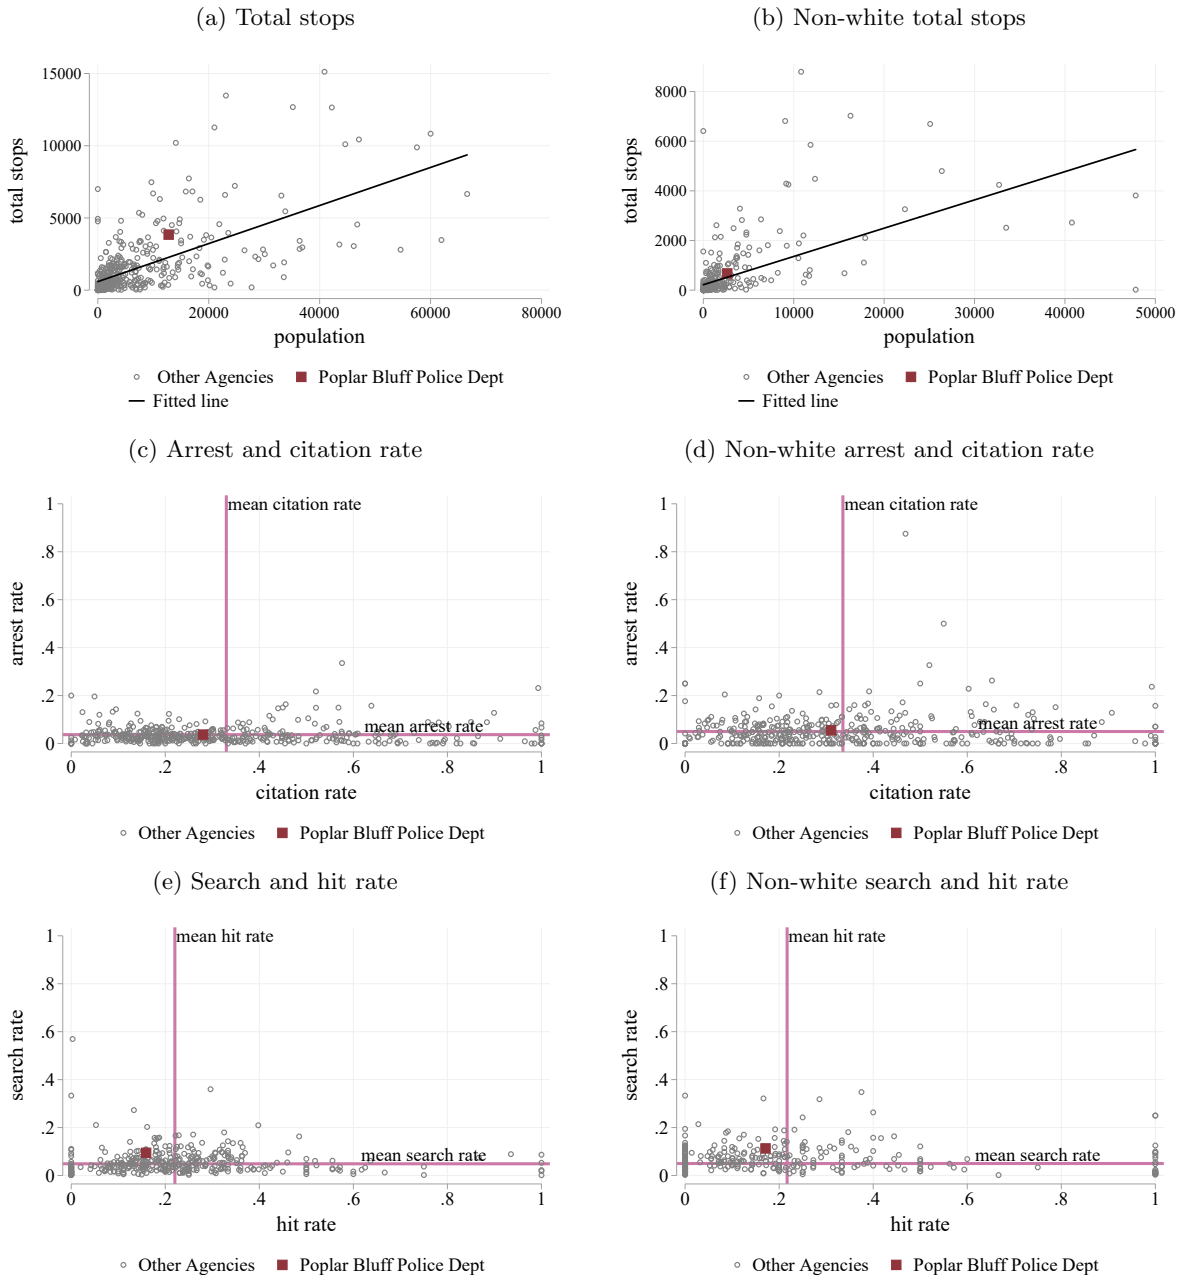 (a) Total stops
(b) Non-white total stops
15000
10000
5000
0
total stops
0 20000 40000 60000 80000
population
Other Agencies Poplar Bluff Police Dept
Fitted line
8000
6000
4000
2000
0
total stops
0 10000 20000 30000 40000 50000
population
Other Agencies Poplar Bluff Police Dept
Fitted line
(c) Arrest and citation rate
(d) Non-white arrest and citation rate
1
.8
.6
.4
.2
0
arrest rate
mean citation rate
mean arrest rate
0 .2 .4 .6 .8 1
citation rate
Other Agencies Poplar Bluff Police Dept
1
.8
.6
.4
.2
0
arrest rate
mean citation rate
mean arrest rate
0 .2 .4 .6 .8 1
citation rate
Other Agencies Poplar Bluff Police Dept
(e) Search and hit rate
(f) Non-white search and hit rate
1
.8
.6
.4
.2
0
search rate
mean hit rate
mean search rate
0 .2 .4 .6 .8 1
hit rate
Other Agencies Poplar Bluff Police Dept
1
.8
.6
.4
.2
0
search rate
mean hit rate
mean search rate
0 .2 .4 .6 .8 1
hit rate
Other Agencies Poplar Bluff Police Dept